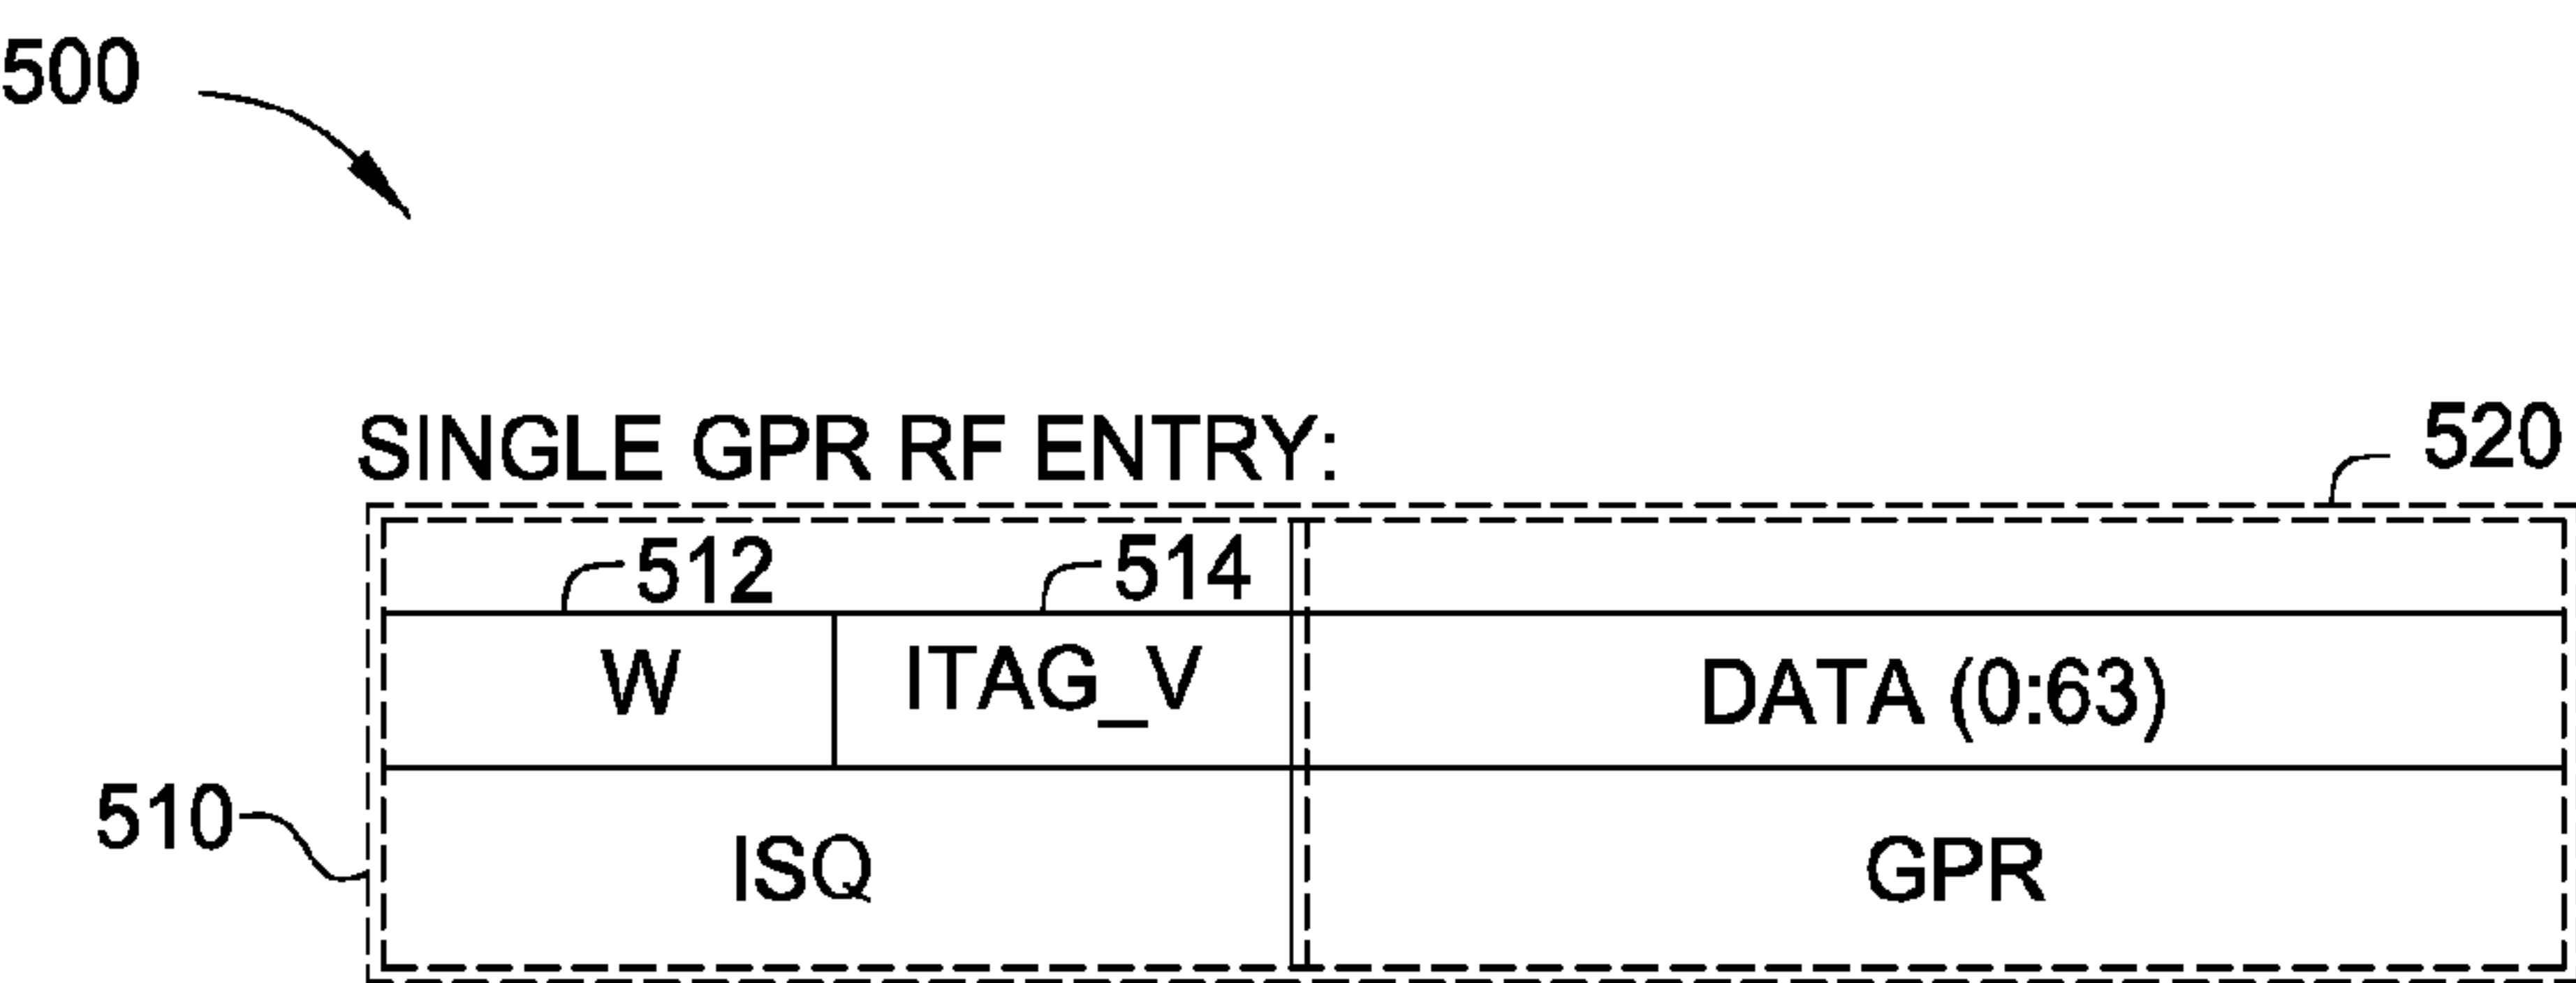 500
SINGLE GPR RF ENTRY:
520
512
514
W
ITAG_V
DATA (0:63)
510
ISQ
GPR